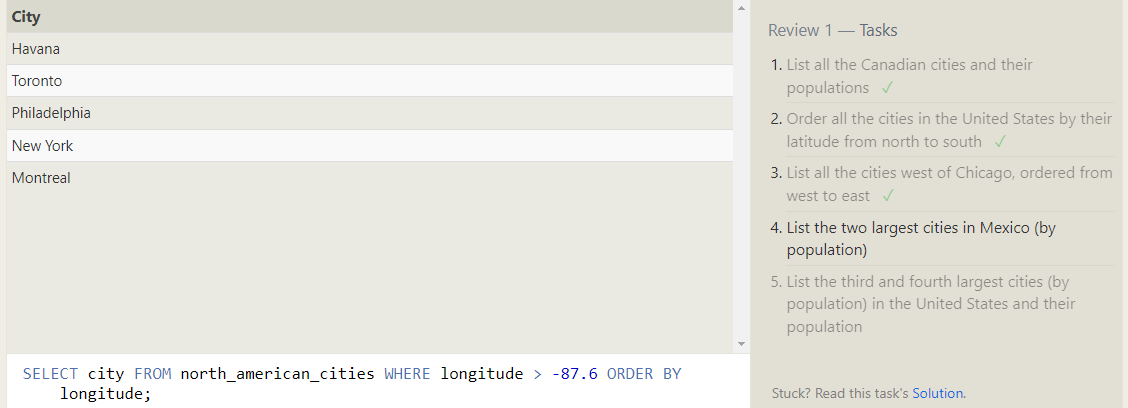 City
Havana
Toronto
Philadelphia
New York
Montreal
SELECT city FROM north_american_cities WHERE longitude > -87.6 ORDER BY
longitude;
Review 1 — Tasks
1. List all the Canadian cities and their
populations ✓
2. Order all the cities in the United States by their
latitude from north to south ✓
3. List all the cities west of Chicago, ordered from
west to east ✓
4. List the two largest cities in Mexico (by
population)
5. List the third and fourth largest cities (by
population) in the United States and their
population
Stuck? Read this task's Solution.